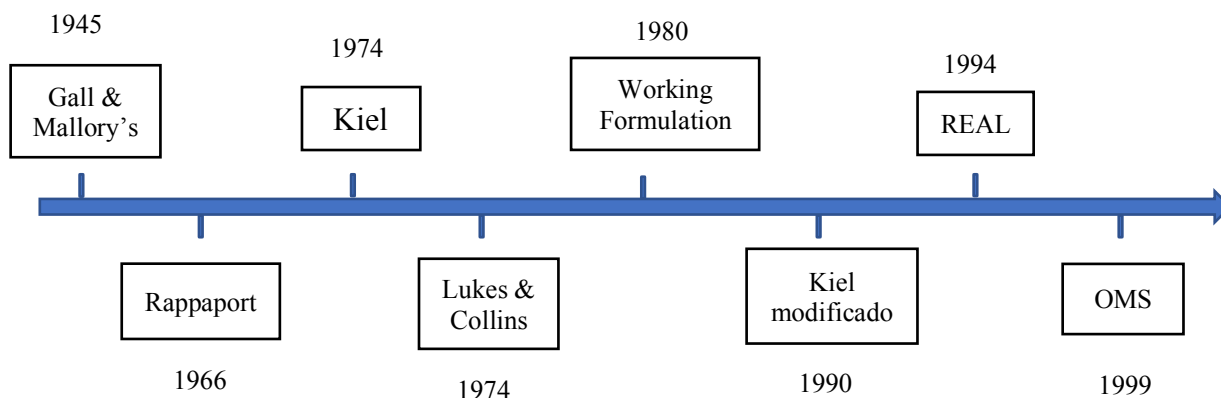 1945
Gall &
Mallory’s
1974
Kiel
1980
Working
Formulation
1994
REAL
Rappaport
1966
Lukes &
Collins
1974
Kiel
modificado
1990
OMS
1999